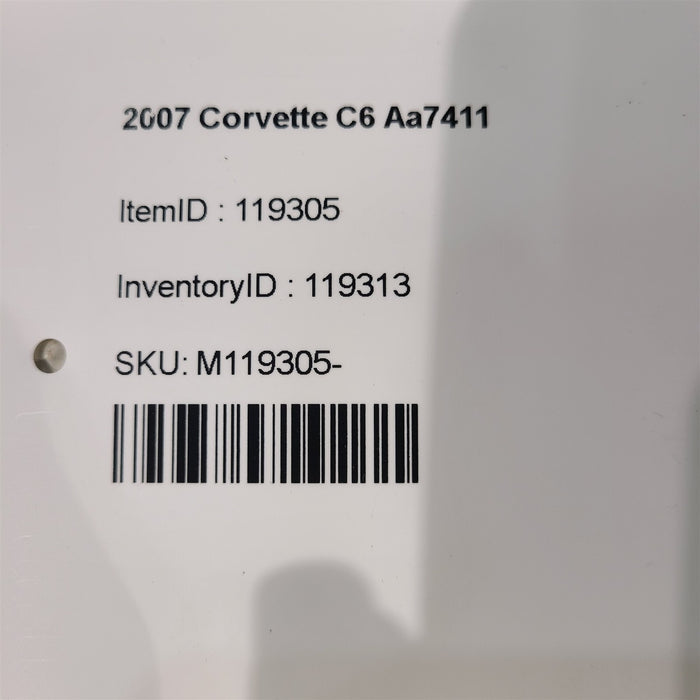 2007 Corvette C6 Aa7411
ItemID : 119305
InventoryID : 119313
SKU: M119305-